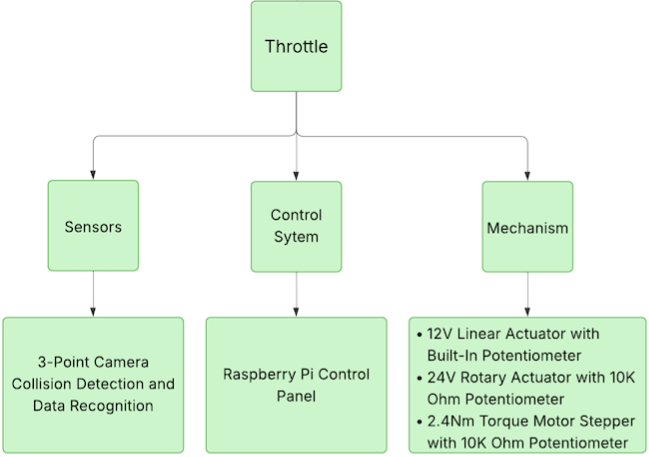 Throttle
Sensors
Control
Sytem
Mechanism
3-Point Camera
Collision Detection and
Data Recognition
Raspberry Pi Control
Panel
• 12V Linear Actuator with
Built-In Potentiometer
• 24V Rotary Actuator with 10K
Ohm Potentiometer
• 2.4Nm Torque Motor Stepper
with 10K Ohm Potentiometer